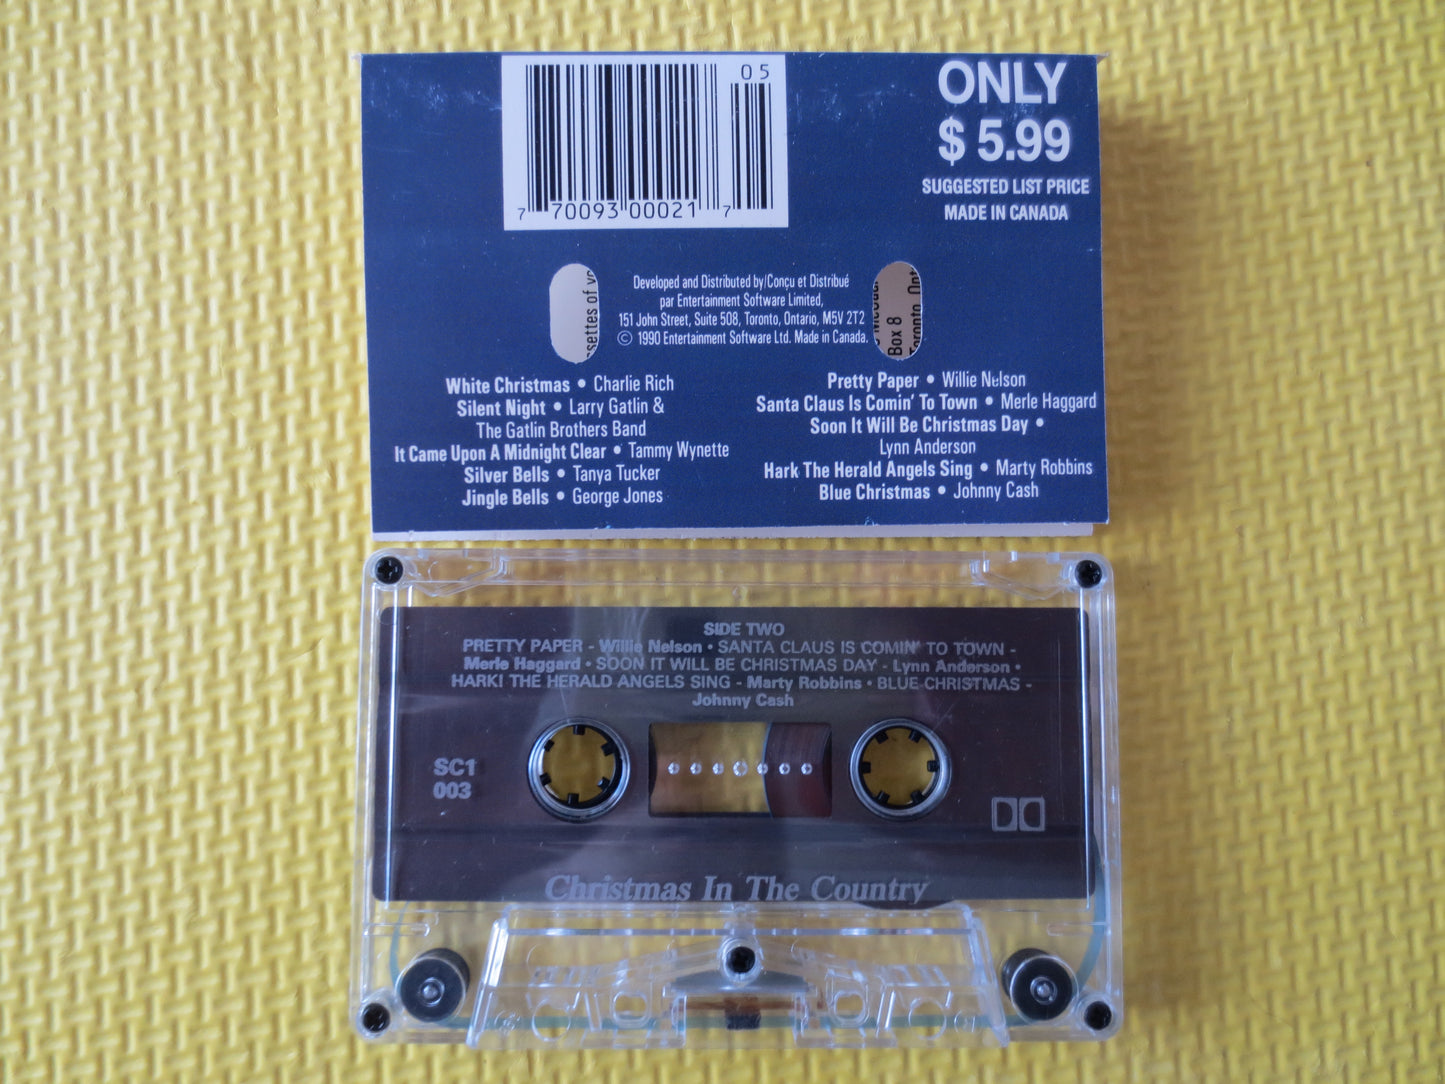 05
7 70093 00021 7
ONLY
$ 5.99
SUGGESTED LIST PRICE
MADE IN CANADA
Developed and Distributed by/Conçu et Distribué
par Entertainment Software Limited,
151 John Street, Suite 508, Toronto, Ontario, M5V 2T2
© 1990 Entertainment Software Ltd. Made in Canada.
settes of
Box 8
Toronto, Ont
White Christmas • Charlie Rich
Silent Night • Larry Gatlin &
The Gatlin Brothers Band
It Came Upon A Midnight Clear • Tammy Wynette
Silver Bells • Tanya Tucker
Jingle Bells • George Jones
Pretty Paper • Willie Nelson
Santa Claus Is Comin' To Town • Merle Haggard
Soon It Will Be Christmas Day •
Lynn Anderson
Hark The Herald Angels Sing • Marty Robbins
Blue Christmas • Johnny Cash
SIDE TWO
PRETTY PAPER - Willie Nelson • SANTA CLAUS IS COMIN' TO TOWN -
Merle Haggard • SOON IT WILL BE CHRISTMAS DAY - Lynn Anderson •
HARK! THE HERALD ANGELS SING - Marty Robbins • BLUE CHRISTMAS -
Johnny Cash
SC1
003
Christmas In The Country